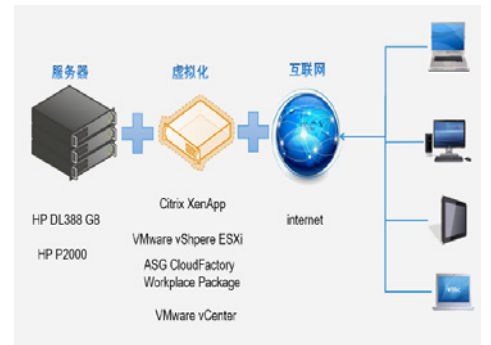 服务器
虚拟化
互联网
HP DL388 G8
HP P2000
Citrix XenApp
VMware vShpere ESXi
ASG CloudFactory
Workplace Package
VMware vCenter
internet